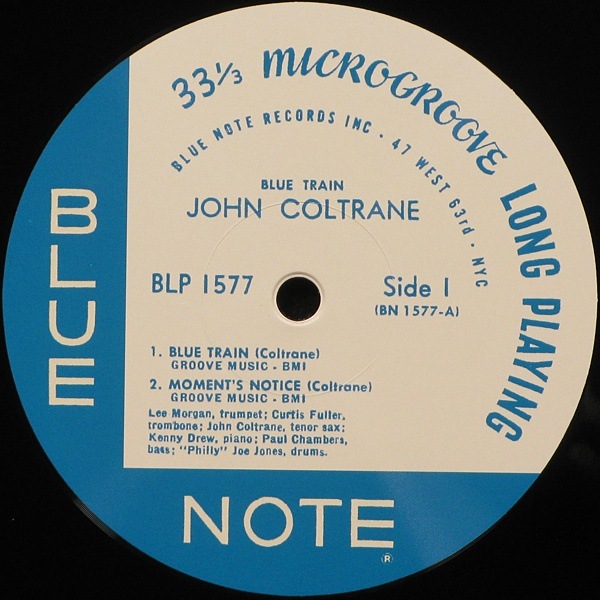 33⅓ MICROGROOVE LONG PLAYING
BLUE NOTE RECORDS INC · 47 WEST 63rd · NYC
BLUE TRAIN
JOHN COLTRANE
BLP 1577
Side 1
(BN 1577-A)
1. BLUE TRAIN (Coltrane)
GROOVE MUSIC - BMI
2. MOMENT'S NOTICE (Coltrane)
GROOVE MUSIC - BMI
Lee Morgan, trumpet; Curtis Fuller,
trombone; John Coltrane, tenor sax;
Kenny Drew, piano; Paul Chambers,
bass; "Philly" Joe Jones, drums.
BLUE
NOTE
®